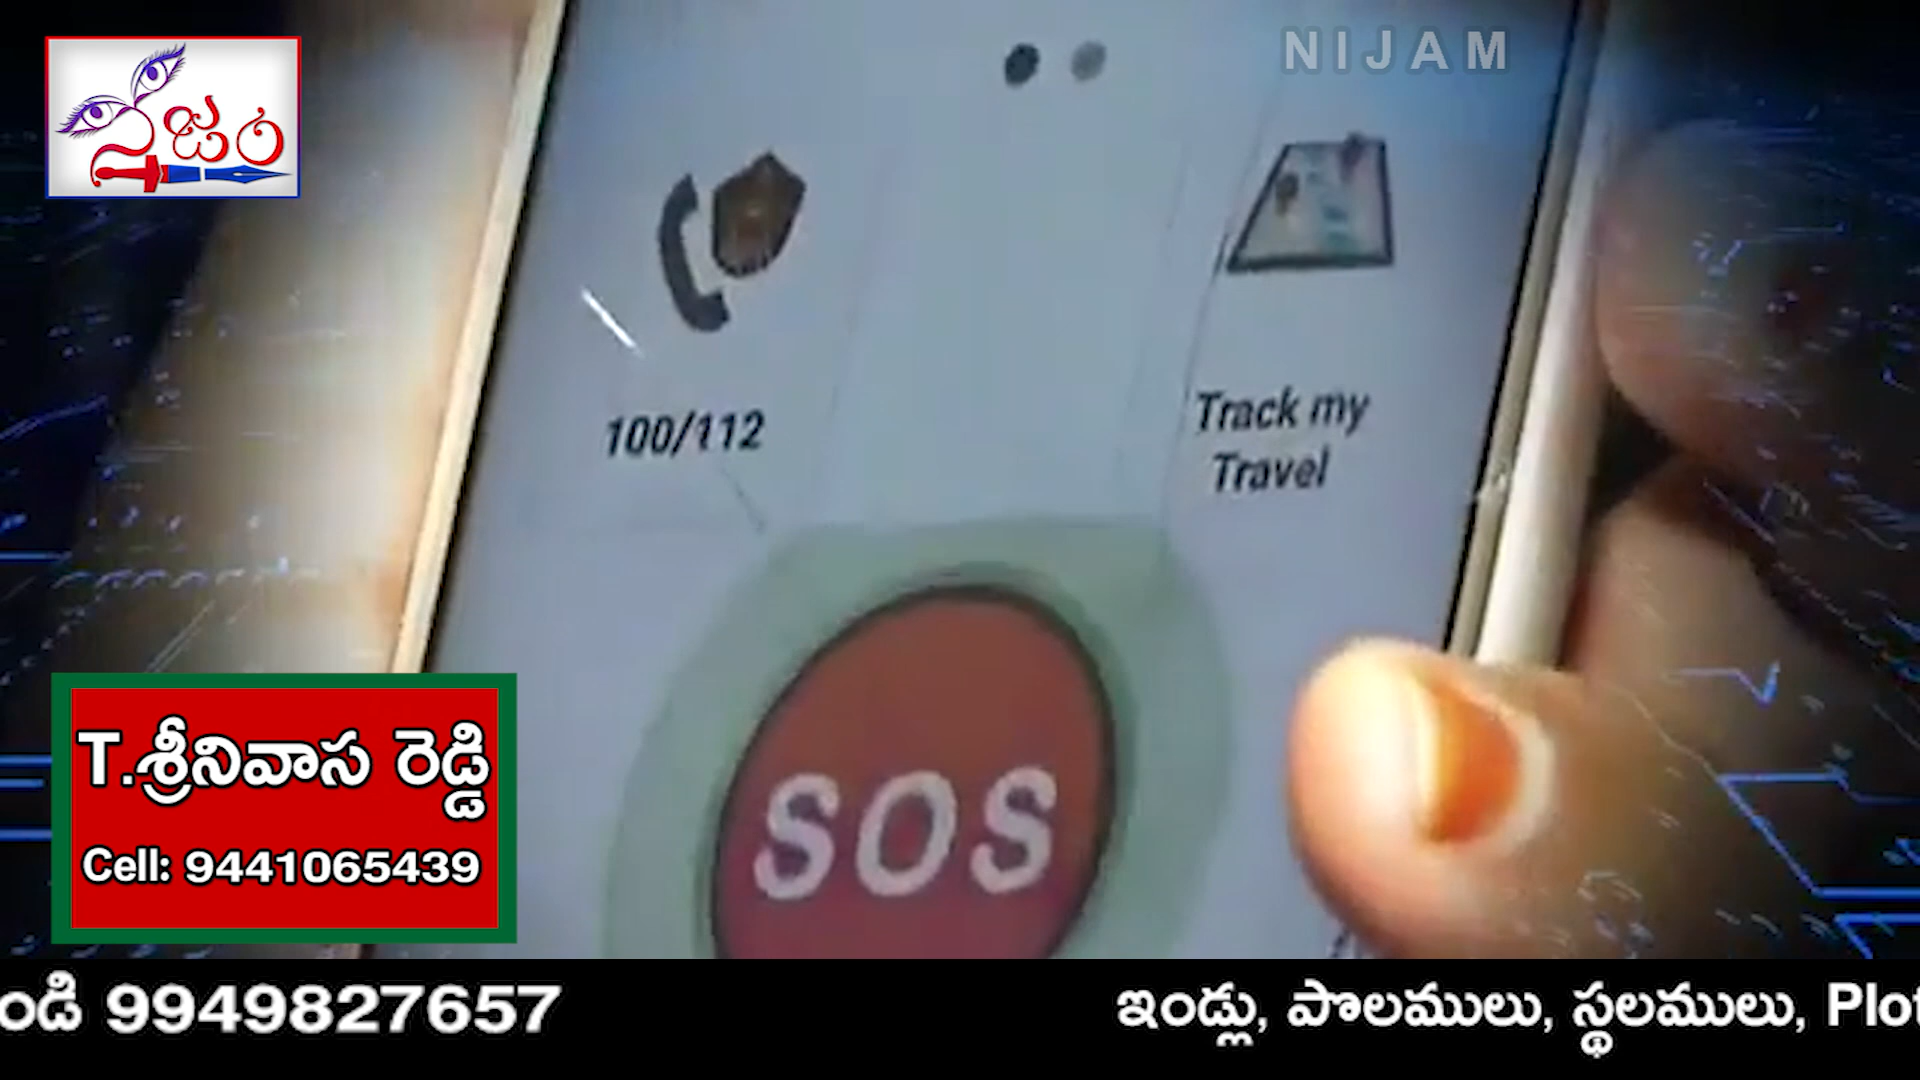 నిజం
NIJAM
100/112
Track my
Travel
SOS
T.శ్రీనివాస రెడ్డి
Cell: 9441065439
ండి 9949827657
ఇండ్లు, పొలములు, స్థలములు, Plot